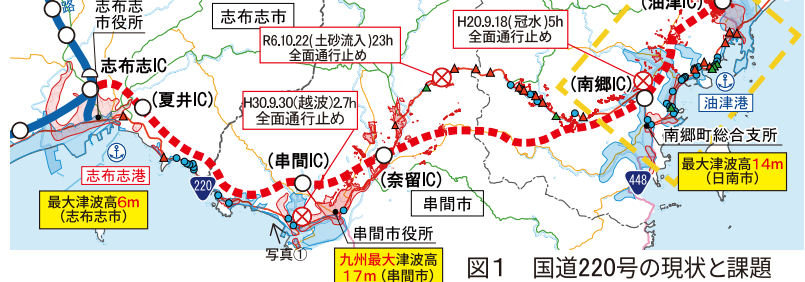 路
志布志市
志布志
市役所
志布志IC
(夏井IC)
R6.10.22(土砂流入)23h
全面通行止め
H20.9.18(冠水)5h
全面通行止め
(油津IC)
H30.9.30(越波)2.7h
全面通行止め
(南郷IC)
油津港
(串間IC)
(奈留IC)
南郷町総合支所
志布志港
最大津波高6m
(志布志市)
220
最大津波高14m
(日南市)
448
串間市
串間市役所
写真①
九州最大津波高
17m(串間市)
図1 国道220号の現状と課題